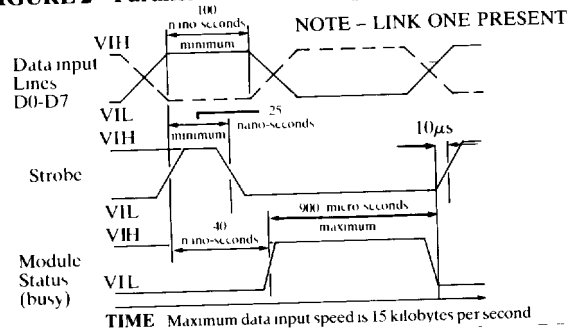 FIGURE 2
NOTE – LINK ONE PRESENT
100
nano seconds
minimum
VIH
Data input
Lines
D0-D7
VIL
25
nano-seconds
VIH
minimum
10μs
Strobe
VIL
900 micro seconds
maximum
VIH
40
nano-seconds
Module
Status
(busy)
VIL
TIME Maximum data input speed is 15 kilobytes per second